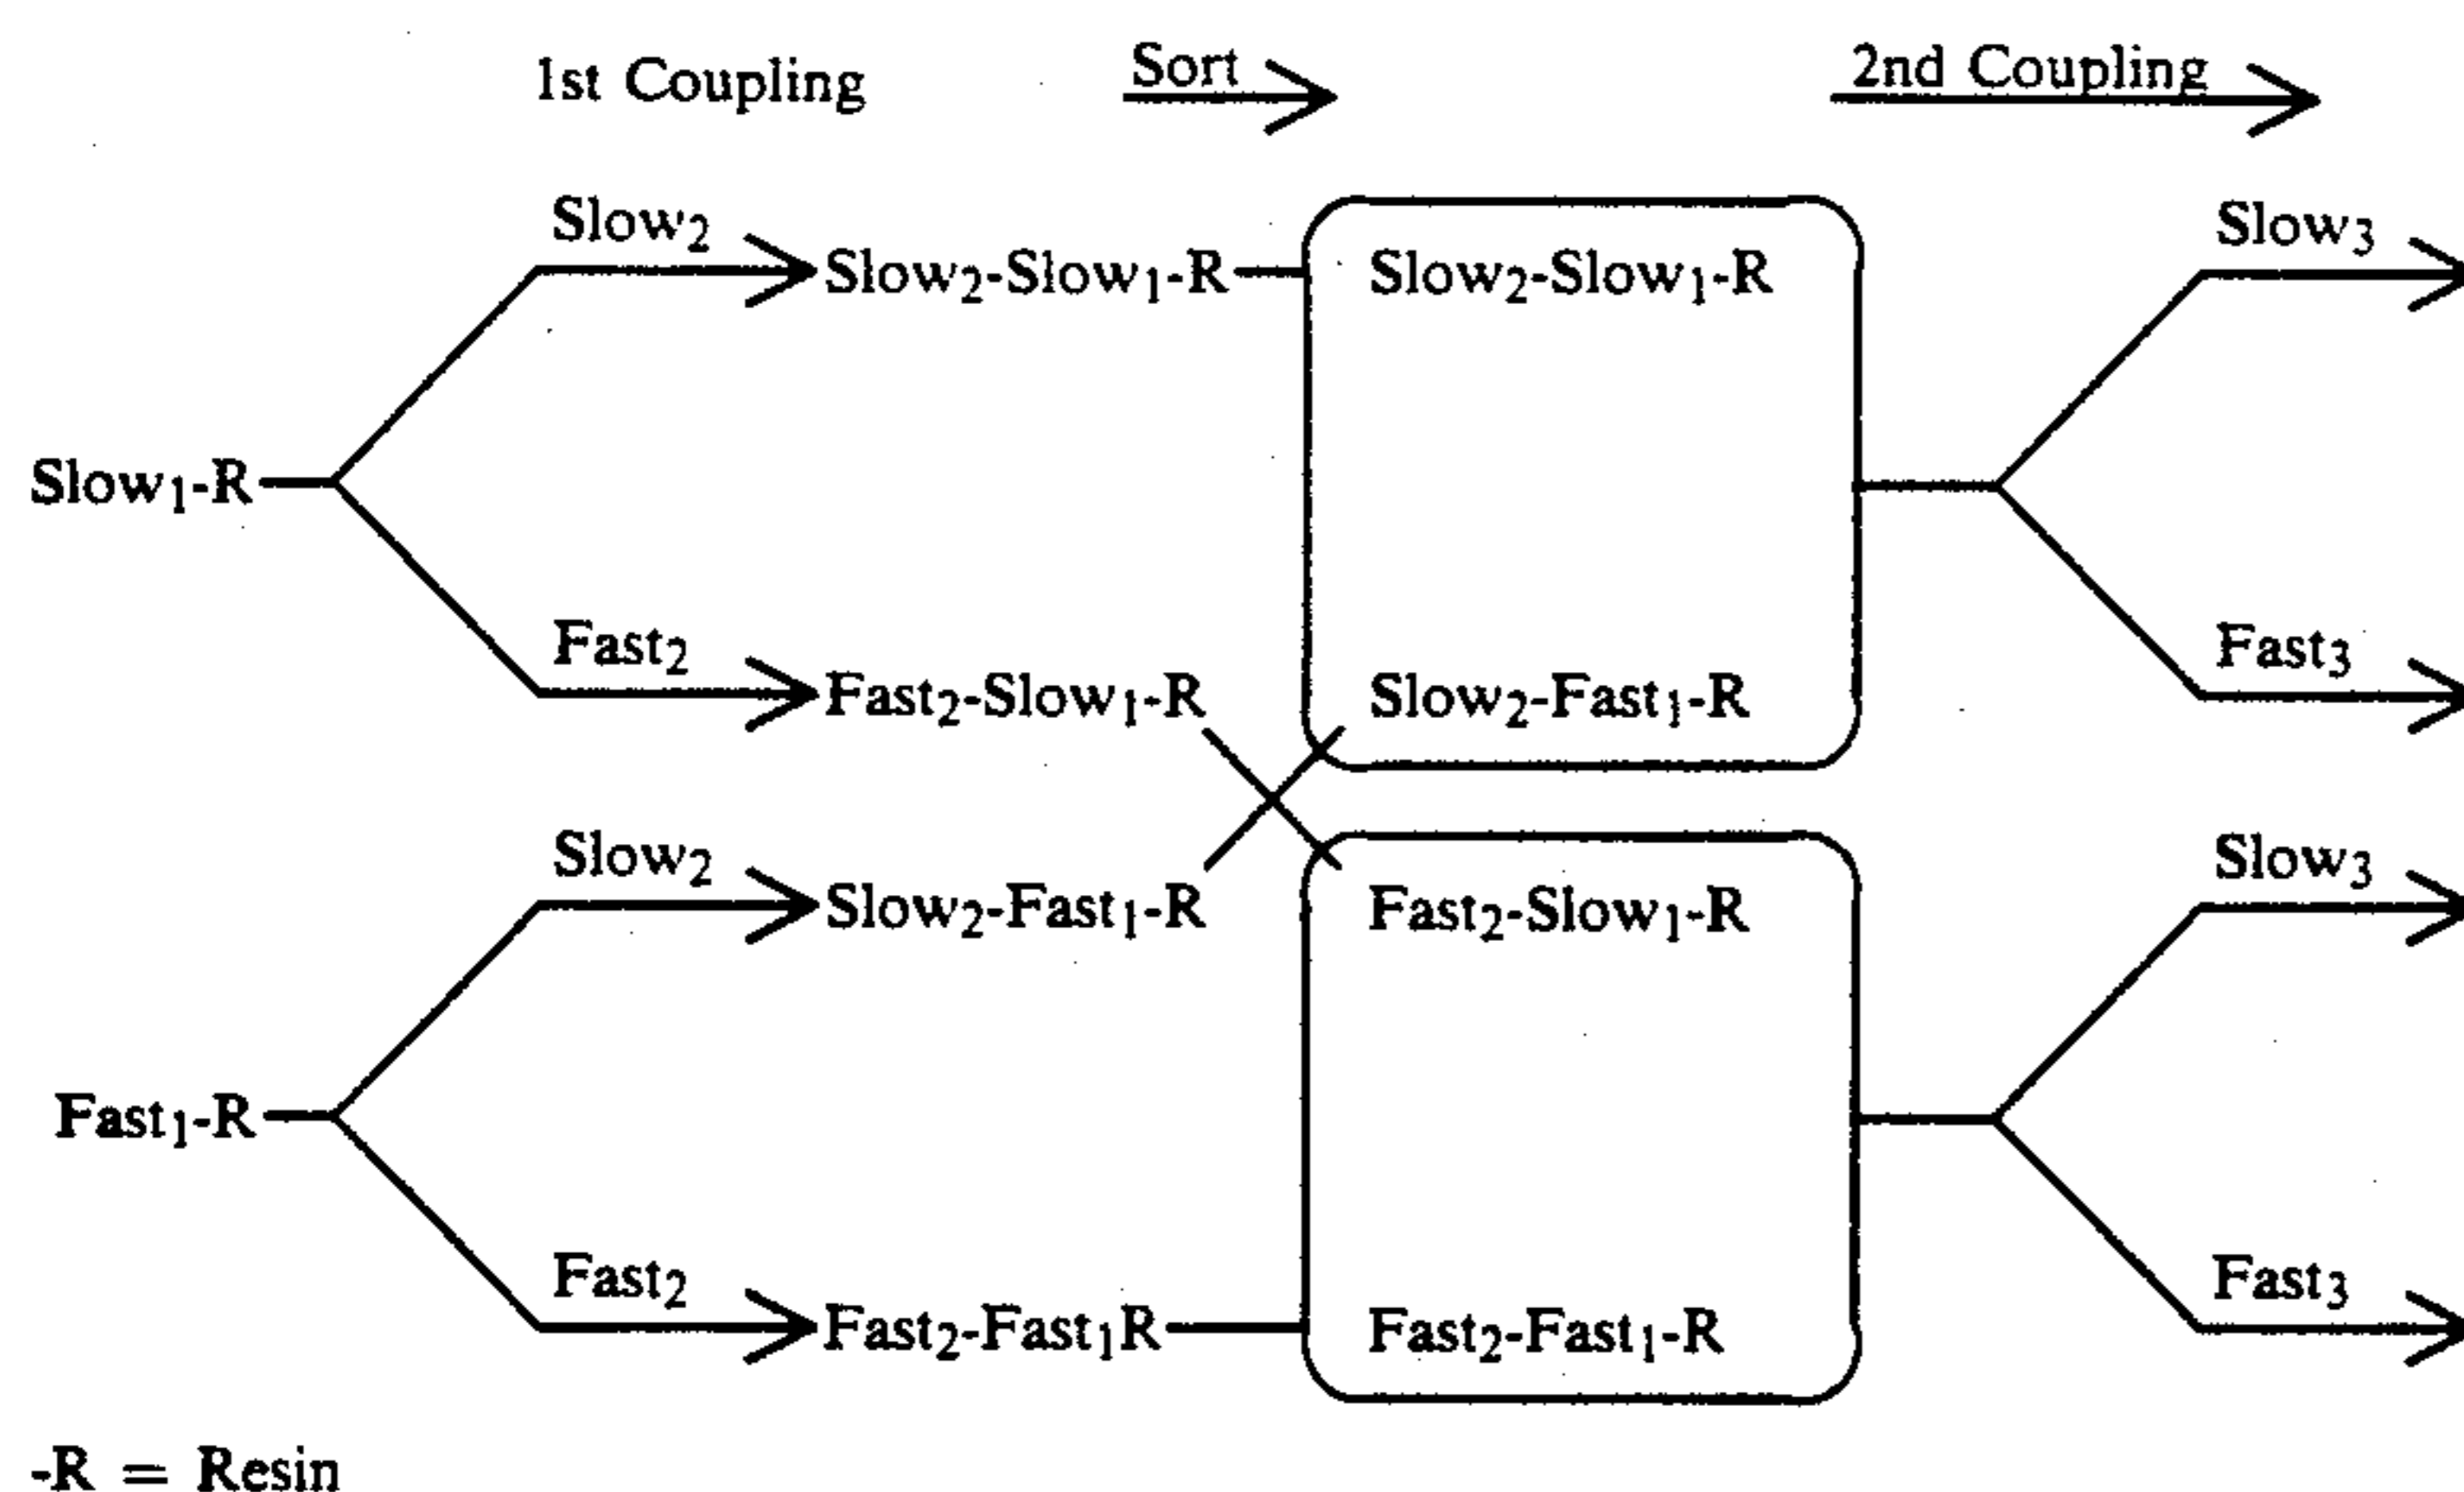 1st Coupling Sort 2nd Coupling
Slow2 Slow3
Slow2-Slow1-R Slow2-Slow1-R
Slow1-R
Fast2 Fast3
Fast2-Slow1-R Slow2-Fast1-R
Slow2 Slow3
Slow2-Fast1-R Fast2-Slow1-R
Fast1-R
Fast2 Fast3
Fast2-Fast1R Fast2-Fast1-R
-R = Resin